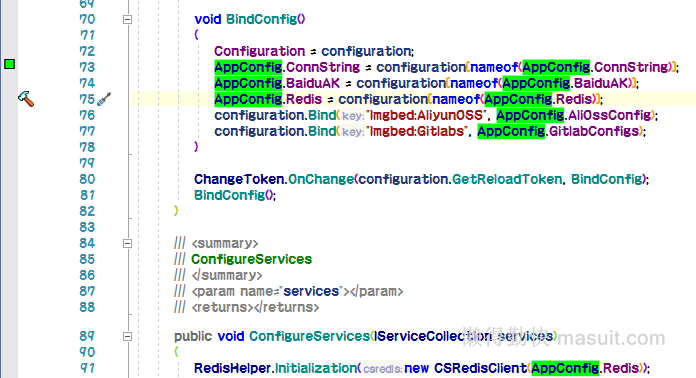 69
70 void BindConfig()
71 {
72 Configuration = configuration;
73 AppConfig.ConnString = configuration[nameof(AppConfig.ConnString)];
74 AppConfig.BaiduAK = configuration[nameof(AppConfig.BaiduAK)];
75 AppConfig.Redis = configuration[nameof(AppConfig.Redis)];
76 configuration.Bind(key:"Imgbed:AliyunOSS", AppConfig.AliOssConfig);
77 configuration.Bind(key:"Imgbed:Gitlabs", AppConfig.GitlabConfigs);
78 }
79
80 ChangeToken.OnChange(configuration.GetReloadToken, BindConfig);
81 BindConfig();
82 }
83
84 /// <summary>
85 /// ConfigureServices
86 /// </summary>
87 /// <param name="services"></param>
88 /// <returns></returns>
89 public void ConfigureServices(IServiceCollection services)
90 {
91 RedisHelper.Initialization(csredis:new CSRedisClient(AppConfig.Redis));
懒得勤快 masuit.com